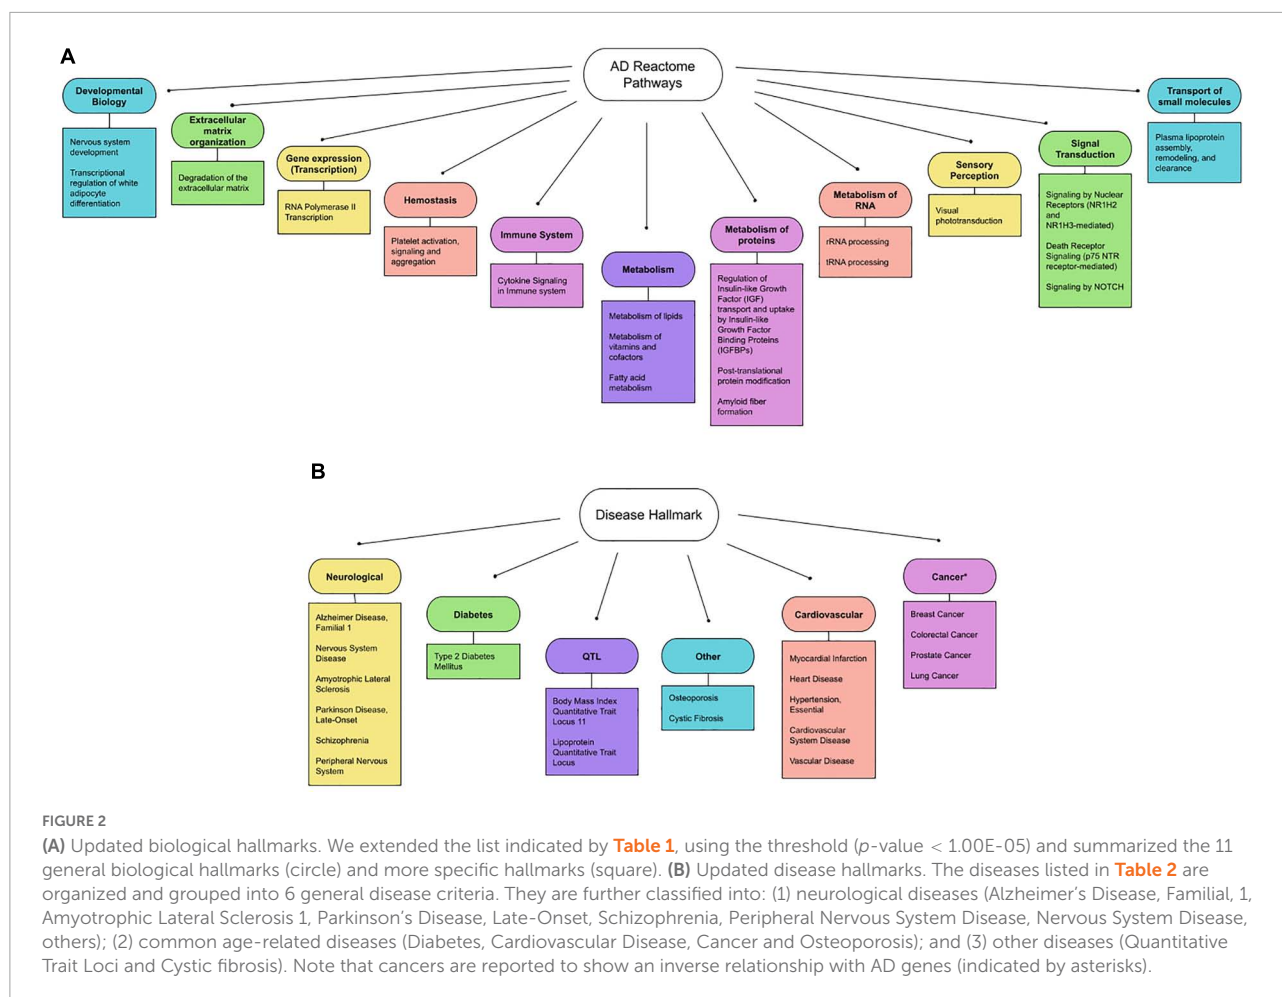 A
AD Reactome
Pathways
Developmental
Biology
Nervous system
development
Transcriptional
regulation of white
adipocyte
differentiation
Extracellular
matrix
organization
Degradation of the
extracellular matrix
Gene expression
(Transcription)
RNA Polymerase II
Transcription
Hemostasis
Platelet activation,
signaling and
aggregation
Immune System
Cytokine Signaling
in Immune system
Metabolism
Metabolism of lipids
Metabolism of
vitamins and
cofactors
Fatty acid
metabolism
Metabolism of
proteins
Regulation of
Insulin-like Growth
Factor (IGF)
transport and uptake
by Insulin-like
Growth Factor
Binding Proteins
(IGFBPs)
Post-translational
protein modification
Amyloid fiber
formation
Metabolism of
RNA
rRNA processing
tRNA processing
Sensory
Perception
Visual
phototransduction
Signal
Transduction
Signaling by Nuclear
Receptors (NR1H2
and
NR1H3-mediated)
Death Receptor
Signaling (p75 NTR
receptor-mediated)
Signaling by NOTCH
Transport of
small molecules
Plasma lipoprotein
assembly,
remodeling, and
clearance
B
Disease Hallmark
Neurological
Alzheimer Disease,
Familial 1
Nervous System
Disease
Amyotrophic Lateral
Sclerosis
Parkinson Disease,
Late-Onset
Schizophrenia
Peripheral Nervous
System
Diabetes
Type 2 Diabetes
Mellitus
QTL
Body Mass Index
Quantitative Trait
Locus 11
Lipoprotein
Quantitative Trait
Locus
Other
Osteoporosis
Cystic Fibrosis
Cardiovascular
Myocardial Infarction
Heart Disease
Hypertension,
Essential
Cardiovascular
System Disease
Vascular Disease
Cancer*
Breast Cancer
Colorectal Cancer
Prostate Cancer
Lung Cancer
FIGURE 2
(A) Updated biological hallmarks. We extended the list indicated by Table 1, using the threshold (p-value < 1.00E-05) and summarized the 11
general biological hallmarks (circle) and more specific hallmarks (square). (B) Updated disease hallmarks. The diseases listed in Table 2 are
organized and grouped into 6 general disease criteria. They are further classified into: (1) neurological diseases (Alzheimer's Disease, Familial, 1,
Amyotrophic Lateral Sclerosis 1, Parkinson's Disease, Late-Onset, Schizophrenia, Peripheral Nervous System Disease, Nervous System Disease,
others); (2) common age-related diseases (Diabetes, Cardiovascular Disease, Cancer and Osteoporosis); and (3) other diseases (Quantitative
Trait Loci and Cystic fibrosis). Note that cancers are reported to show an inverse relationship with AD genes (indicated by asterisks).